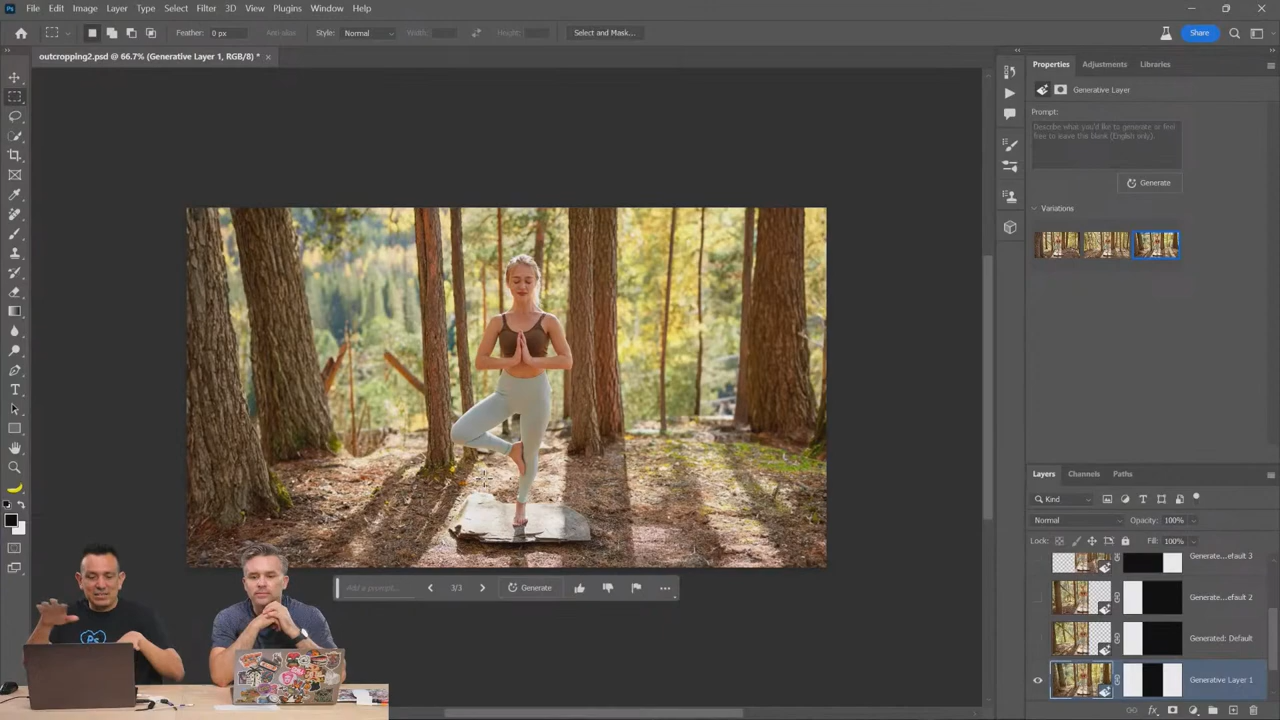 Ps File Edit Image Layer Type Select Filter 3D View Plugins Window Help
Feather: 0 px Anti-alias Style: Normal Width: Height: Select and Mask... Share
outcropping2.psd @ 66.7% (Generative Layer 1, RGB/8) * ×
Properties Adjustments Libraries
Generative Layer
Prompt:
Describe what you'd like to generate or feel
free to leave this blank (English only).
Generate
Variations
Layers Channels Paths
Kind
Normal Opacity: 100%
Lock: Fill: 100%
Generate...efault 3
Generate...efault 2
Generated: Default
Generative Layer 1
Add a prompt... 3/3 Generate
Ps
fx